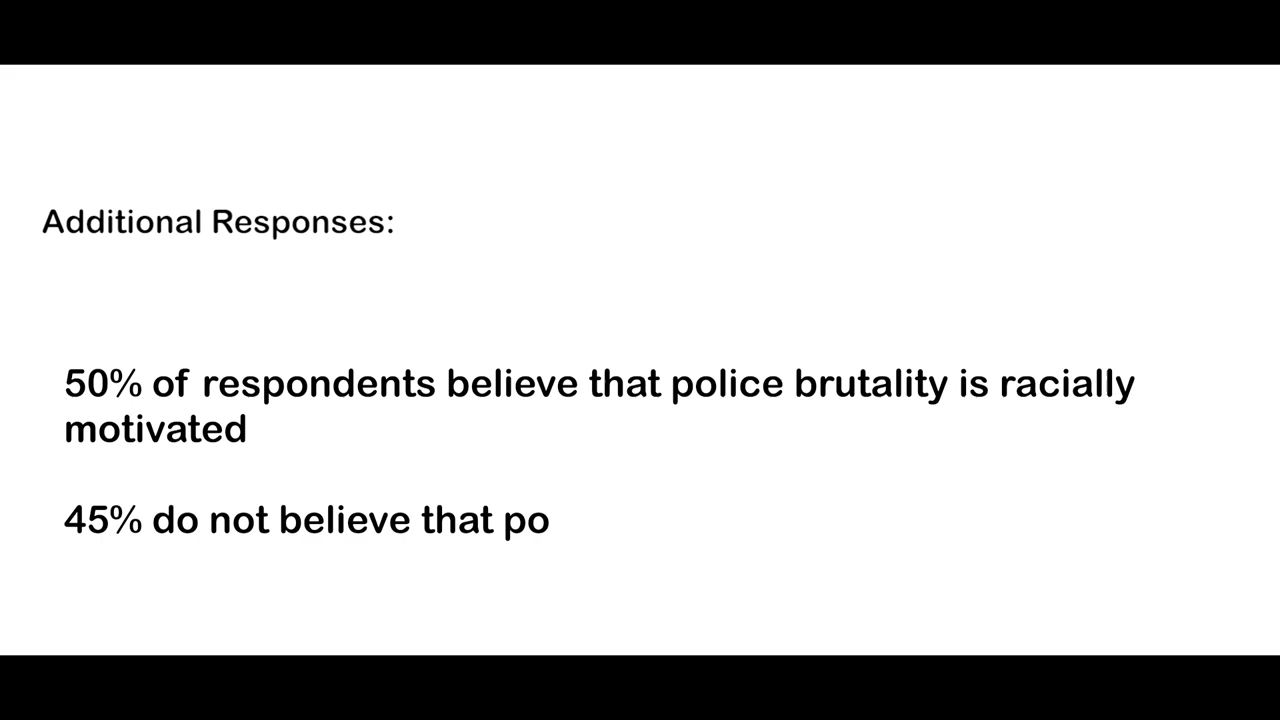 Additional Responses:
50% of respondents believe that police brutality is racially
motivated
45% do not believe that po